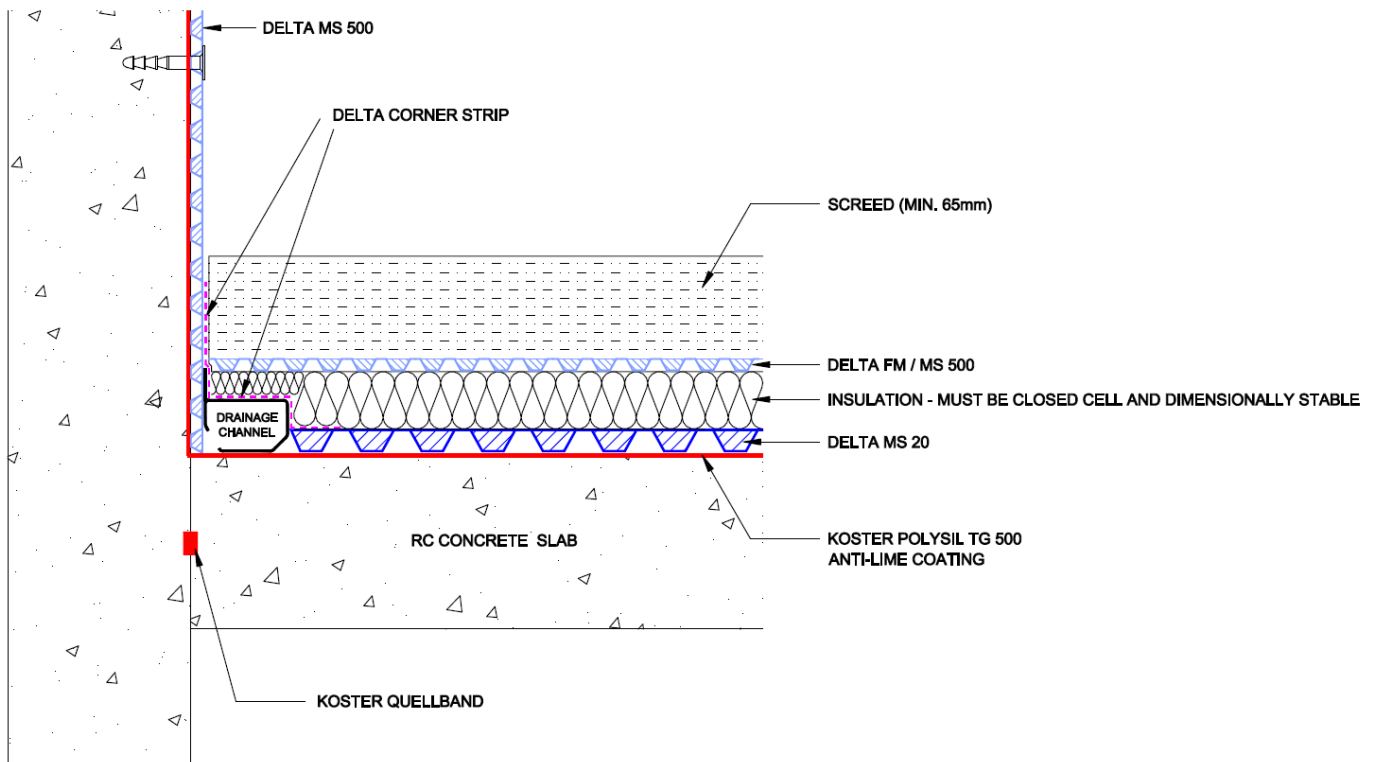 DELTA MS 500
DELTA CORNER STRIP
SCREED (MIN. 65mm)
DELTA FM / MS 500
INSULATION - MUST BE CLOSED CELL AND DIMENSIONALLY STABLE
DRAINAGE
CHANNEL
DELTA MS 20
RC CONCRETE SLAB
KOSTER POLYSIL TG 500
ANTI-LIME COATING
KOSTER QUELLBAND